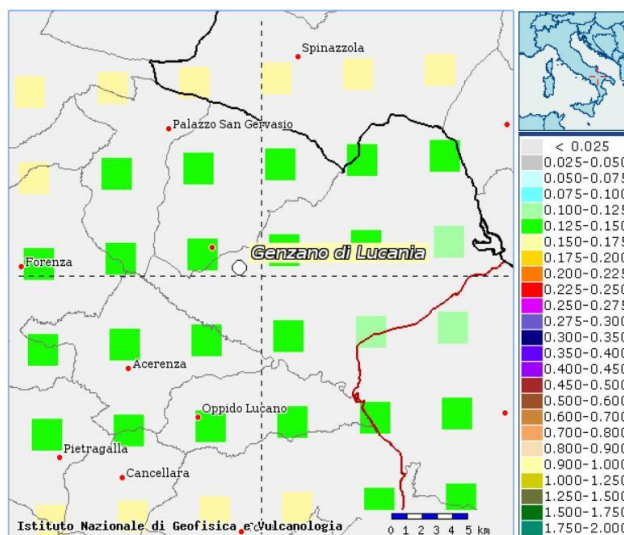 Spinazzola
Palazzo San Gervasio
Genzano di Lucania
Forenza
Acerenza
Oppido Lucano
Pietragalla
Cancellara
Istituto Nazionale di Geofisica e Vulcanologia
0 1 2 3 4 5 km
< 0.025
0.025-0.050
0.050-0.075
0.075-0.100
0.100-0.125
0.125-0.150
0.150-0.175
0.175-0.200
0.200-0.225
0.225-0.250
0.250-0.275
0.275-0.300
0.300-0.350
0.350-0.400
0.400-0.450
0.450-0.500
0.500-0.600
0.600-0.700
0.700-0.800
0.800-0.900
0.900-1.000
1.000-1.250
1.250-1.500
1.500-1.750
1.750-2.000